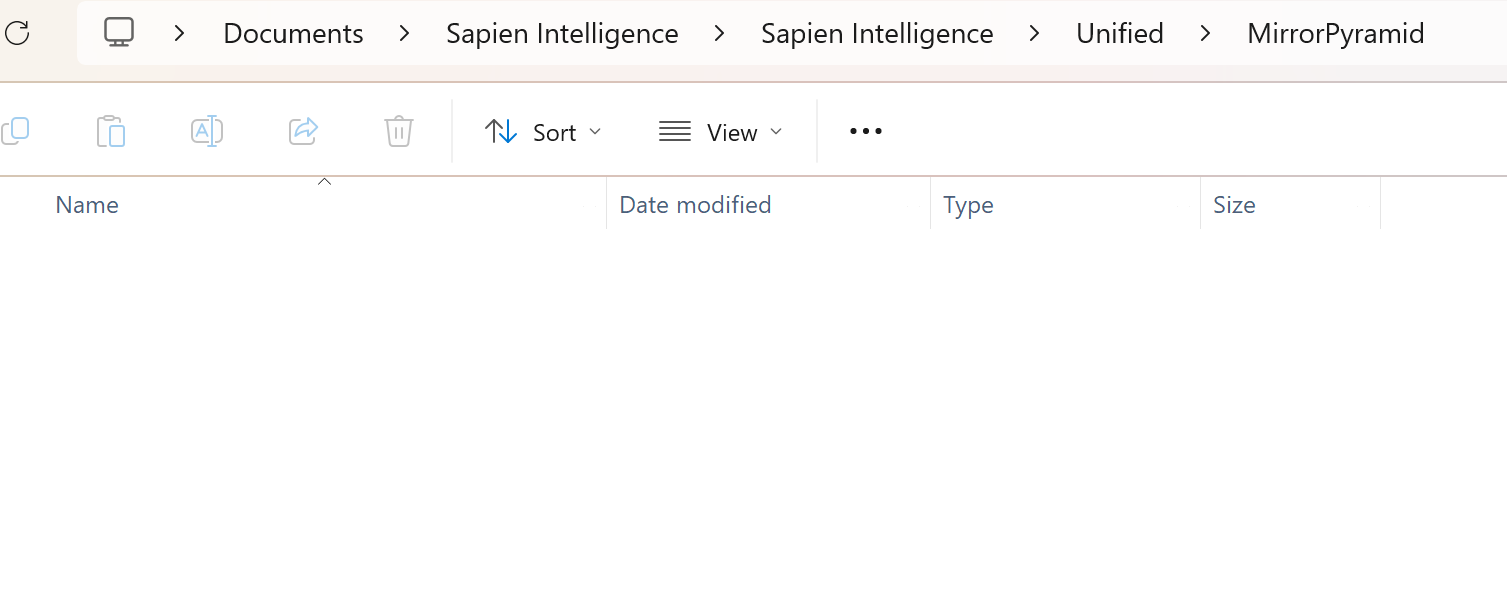 Documents > Sapien Intelligence > Sapien Intelligence > Unified > MirrorPyramid
Sort View
Name Date modified Type Size